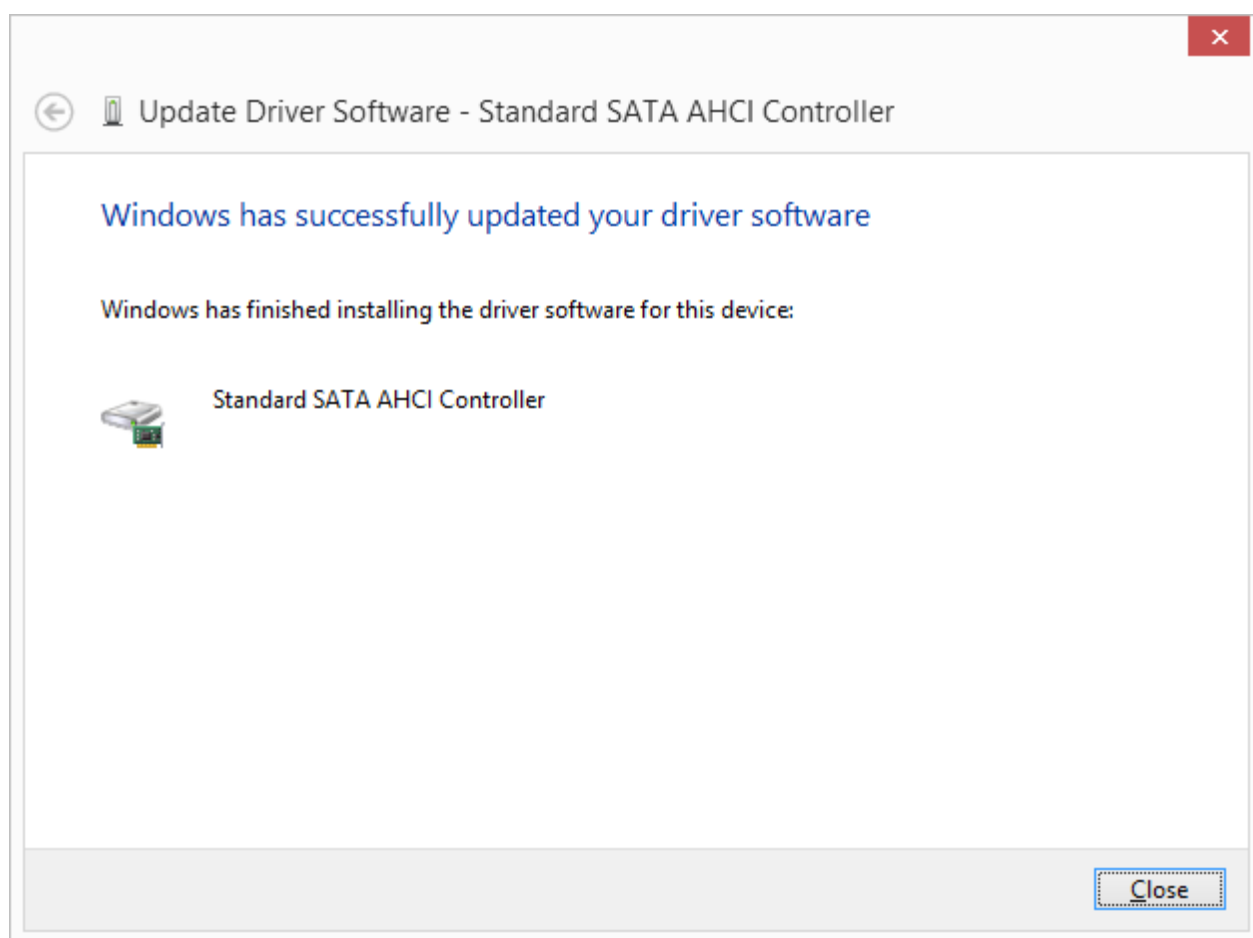 Update Driver Software - Standard SATA AHCI Controller
Windows has successfully updated your driver software
Windows has finished installing the driver software for this device:
Standard SATA AHCI Controller
Close